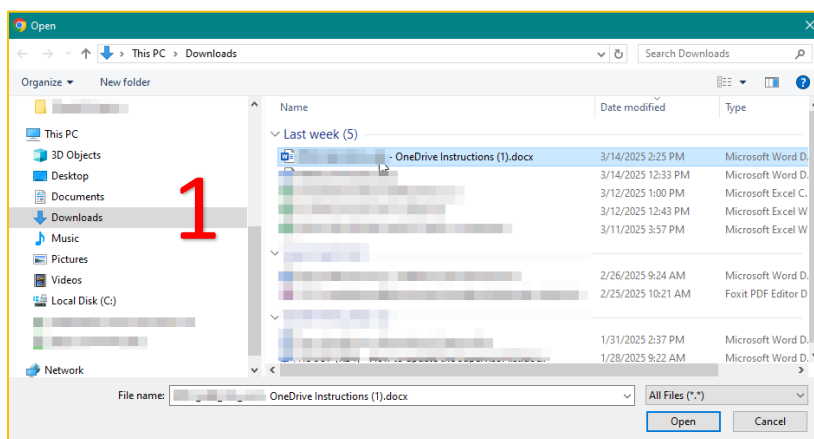 Open
This PC > Downloads
Search Downloads
Organize
New folder
Name
Date modified
Type
This PC
3D Objects
Desktop
Documents
Downloads
Music
Pictures
Videos
Local Disk (C:)
Network
1
Last week (5)
- OneDrive Instructions (1).docx 3/14/2025 2:25 PM Microsoft Word D.
3/14/2025 12:33 PM Microsoft Word D.
3/12/2025 1:00 PM Microsoft Excel C.
3/12/2025 12:43 PM Microsoft Excel W
3/11/2025 3:57 PM Microsoft Excel W
2/26/2025 9:24 AM Microsoft Word D.
2/25/2025 10:21 AM Foxit PDF Editor D
1/31/2025 2:37 PM Microsoft Word D.
1/28/2025 9:22 AM Microsoft Word D.
File name: OneDrive Instructions (1).docx
All Files (*.*)
Open
Cancel